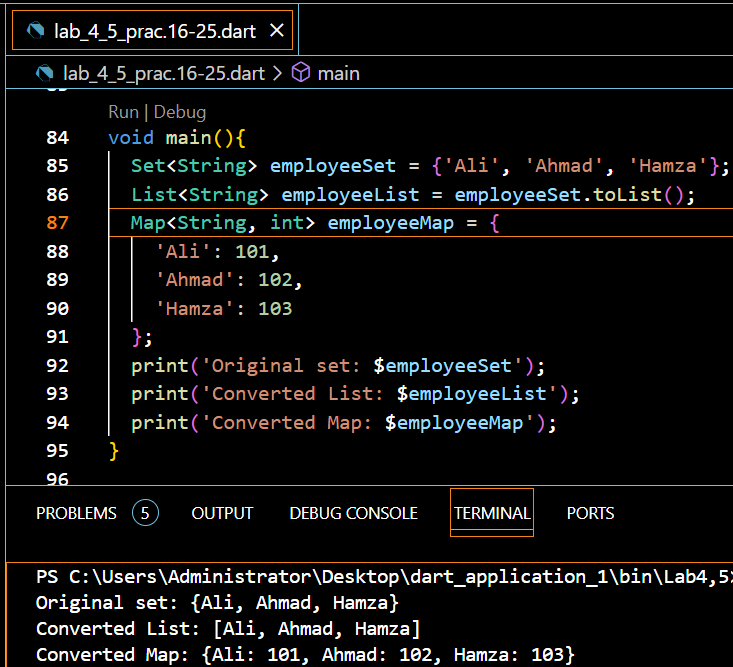 lab_4_5_prac.16-25.dart ×
lab_4_5_prac.16-25.dart > main
Run | Debug
84 void main(){
85   Set<String> employeeSet = {'Ali', 'Ahmad', 'Hamza'};
86   List<String> employeeList = employeeSet.toList();
87   Map<String, int> employeeMap = {
88     'Ali': 101,
89     'Ahmad': 102,
90     'Hamza': 103
91   };
92   print('Original set: $employeeSet');
93   print('Converted List: $employeeList');
94   print('Converted Map: $employeeMap');
95 }
96
PROBLEMS 5 OUTPUT DEBUG CONSOLE TERMINAL PORTS
PS C:\Users\Administrator\Desktop\dart_application_1\bin\Lab4,5>
Original set: {Ali, Ahmad, Hamza}
Converted List: [Ali, Ahmad, Hamza]
Converted Map: {Ali: 101, Ahmad: 102, Hamza: 103}